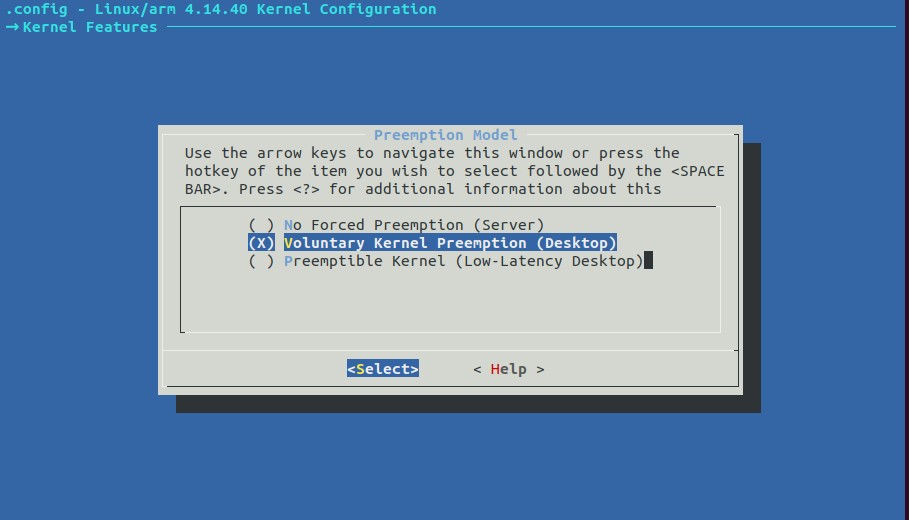 .config - Linux/arm 4.14.40 Kernel Configuration
→ Kernel Features
Preemption Model
Use the arrow keys to navigate this window or press the
hotkey of the item you wish to select followed by the <SPACE
BAR>. Press <?> for additional information about this
( ) No Forced Preemption (Server)
(X) Voluntary Kernel Preemption (Desktop)
( ) Preemptible Kernel (Low-Latency Desktop)
<Select> < Help >